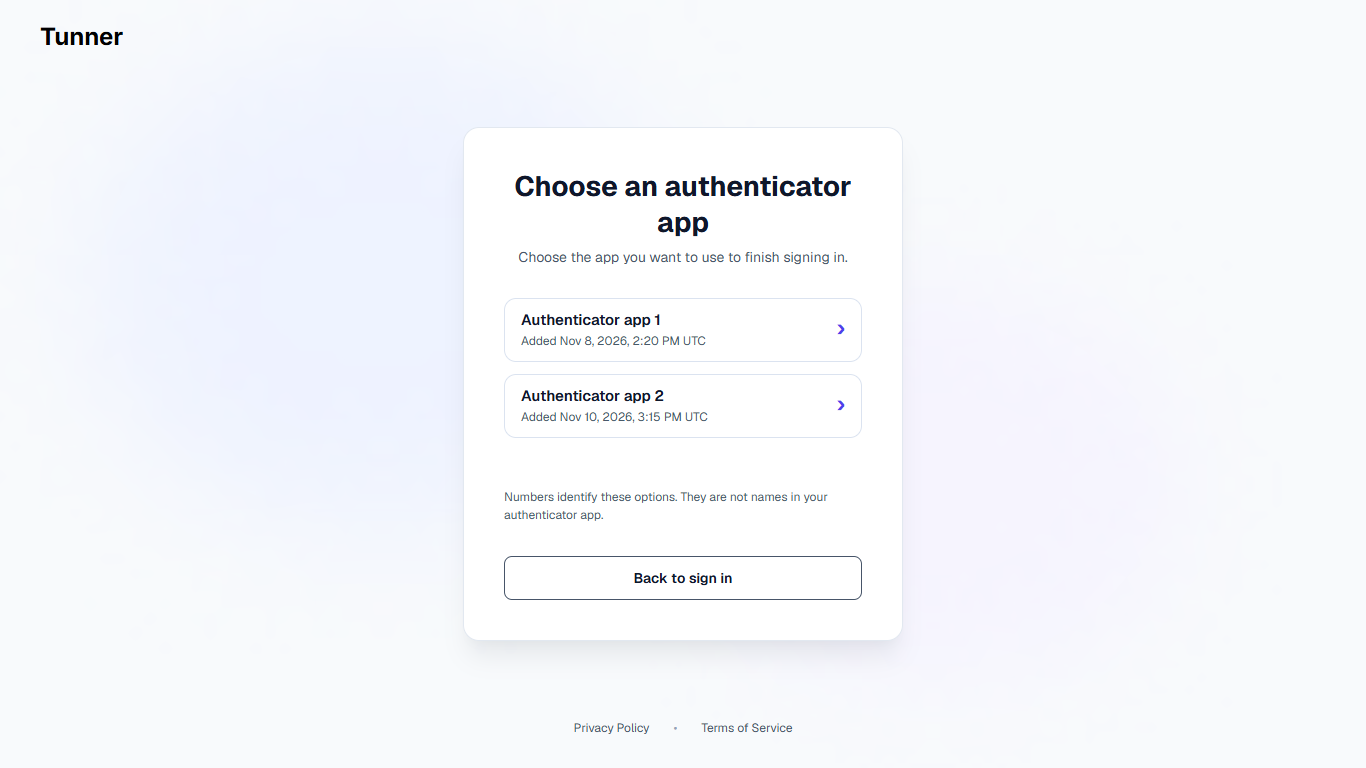 Tunner
Choose an authenticator
app
Choose the app you want to use to finish signing in.
Authenticator app 1
Added Nov 8, 2026, 2:20 PM UTC
Authenticator app 2
Added Nov 10, 2026, 3:15 PM UTC
Numbers identify these options. They are not names in your
authenticator app.
Back to sign in
Privacy Policy • Terms of Service